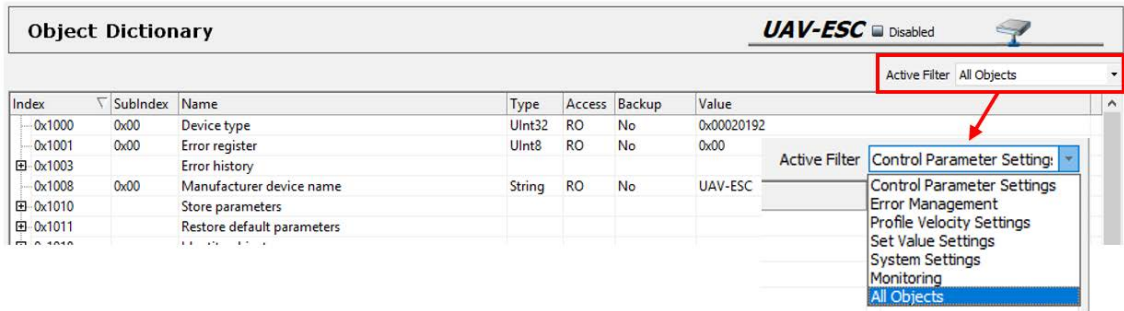 Object Dictionary
UAV-ESC Disabled
Active Filter All Objects
Index SubIndex Name Type Access Backup Value
0x1000 0x00 Device type UInt32 RO No 0x00020192
0x1001 0x00 Error register UInt8 RO No 0x00
0x1003 Error history
0x1008 0x00 Manufacturer device name String RO No UAV-ESC
0x1010 Store parameters
0x1011 Restore default parameters
Active Filter Control Parameter Setting:
Control Parameter Settings
Error Management
Profile Velocity Settings
Set Value Settings
System Settings
Monitoring
All Objects